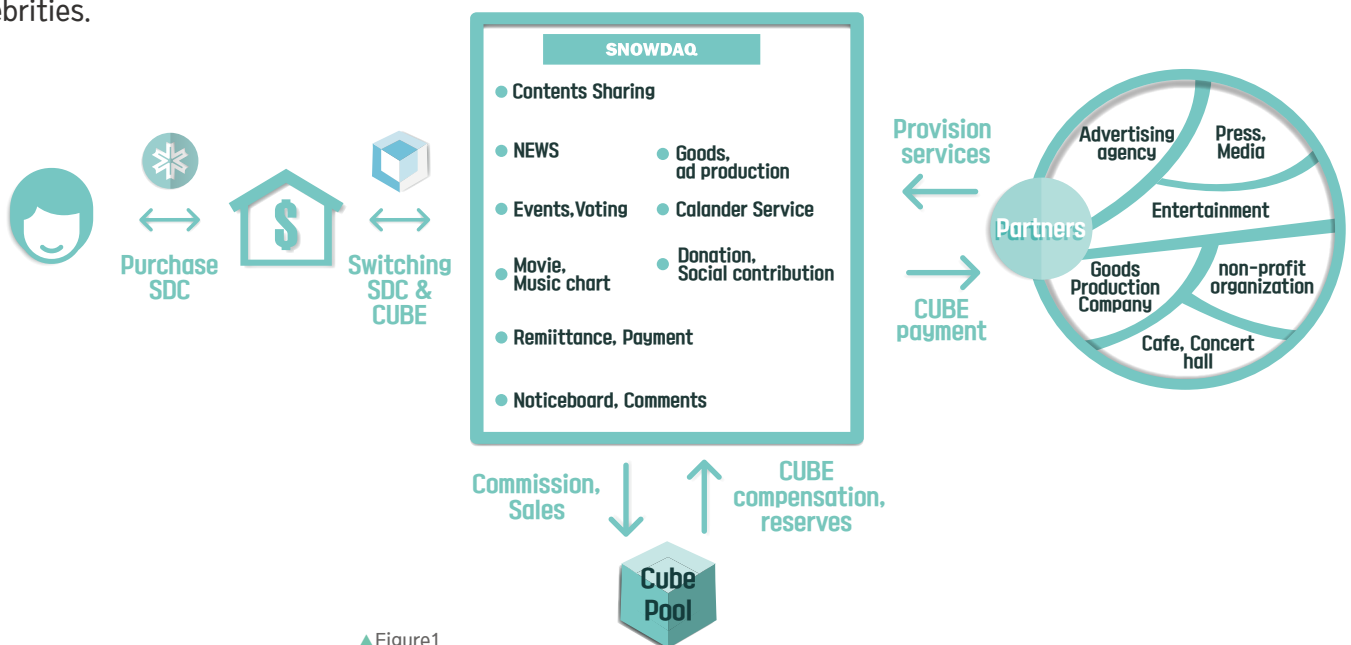 ebrities.
SNOWDAQ
Contents Sharing
NEWS
Goods,
ad production
Events,Voting
Calander Service
Movie,
Music chart
Donation,
Social contribution
Remiittance, Payment
Noticeboard, Comments
Purchase
SDC
$
Switching
SDC &
CUBE
Provision
services
CUBE
payment
Partners
Advertising
agency
Press,
Media
Entertainment
Goods
Production
Company
non-profit
organization
Cafe, Concert
hall
Commission,
Sales
CUBE
compensation,
reserves
Cube
Pool
▲Figure1